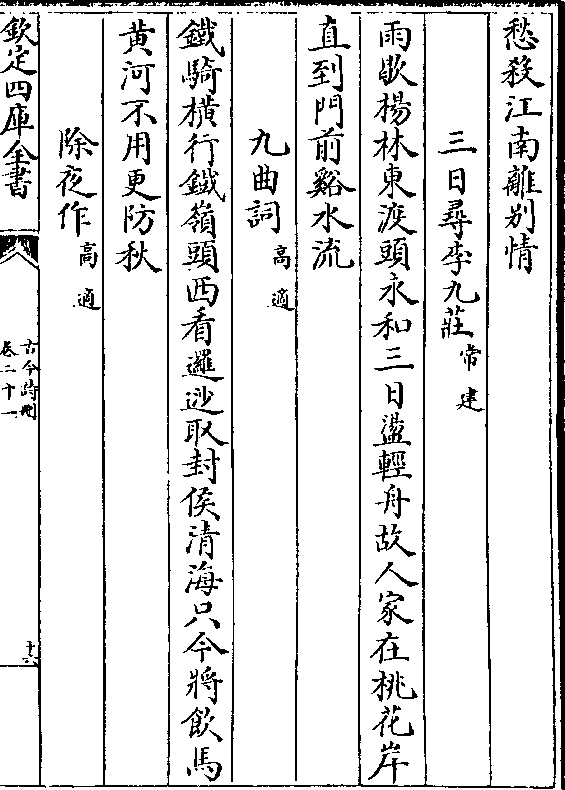 愁殺江南離别情
三日尋李九莊常建
雨歇楊林東渡頭永和三日盪輕舟故人家在桃花岸
直到門前谿水流
九曲詞高適
鐵騎橫行鐵嶺頭西看邏逤取封侯清海只今將飲馬
黄河不用更防秋
除夜作高適
欽定四庫全書
古今詩刪
卷二十一
十六